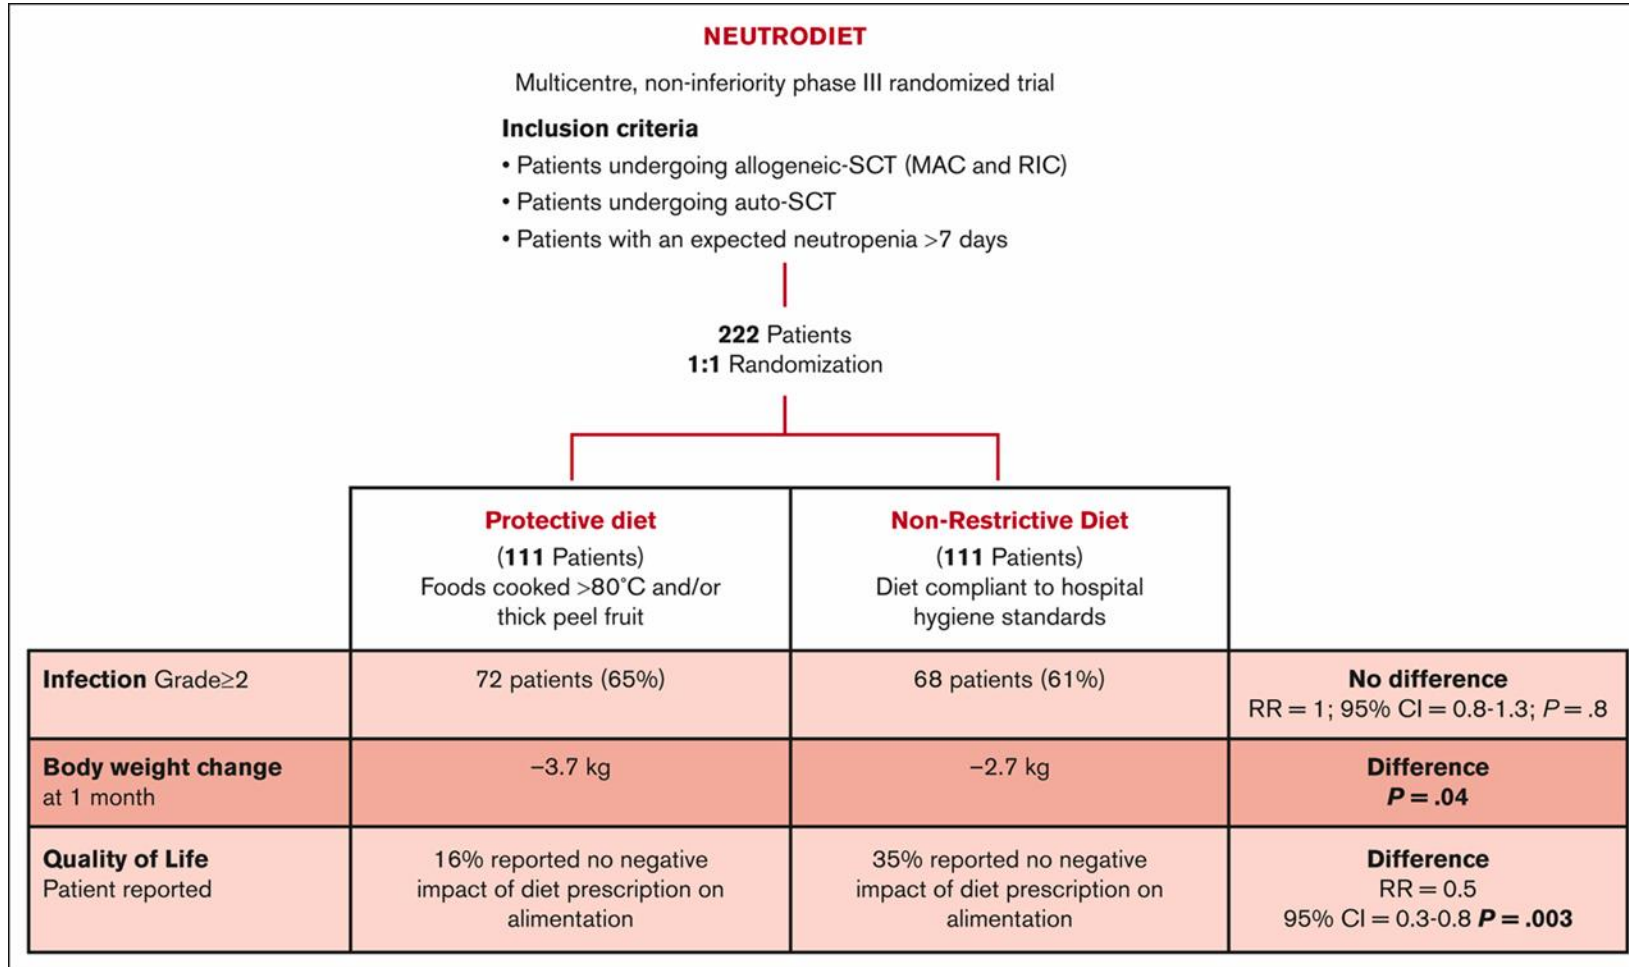 NEUTRODIET
Multicentre, non-inferiority phase III randomized trial
Inclusion criteria
• Patients undergoing allogeneic-SCT (MAC and RIC)
• Patients undergoing auto-SCT
• Patients with an expected neutropenia >7 days
222 Patients
1:1 Randomization
Protective diet
(111 Patients)
Foods cooked >80°C and/or
thick peel fruit
Non-Restrictive Diet
(111 Patients)
Diet compliant to hospital
hygiene standards
Infection Grade≥2
72 patients (65%)
68 patients (61%)
No difference
RR = 1; 95% CI = 0.8-1.3; P = .8
Body weight change
at 1 month
–3.7 kg
–2.7 kg
Difference
P = .04
Quality of Life
Patient reported
16% reported no negative
impact of diet prescription on
alimentation
35% reported no negative
impact of diet prescription on
alimentation
Difference
RR = 0.5
95% CI = 0.3-0.8 P = .003